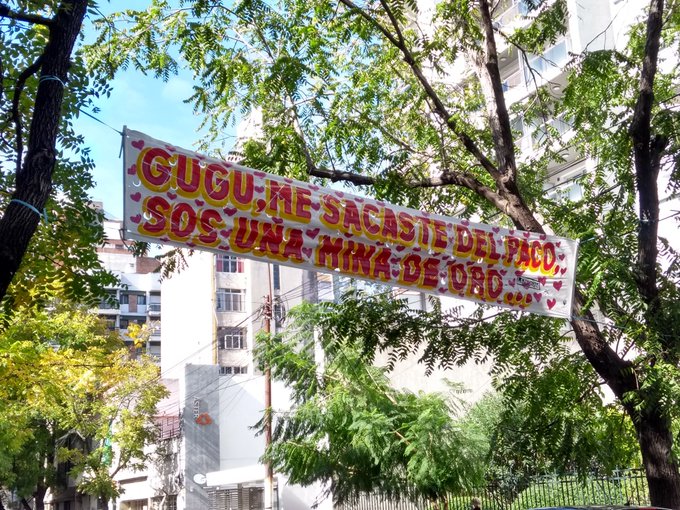 GUGU, ME SACASTE DEL PACO..
SOS UNA MINA DE ORO...